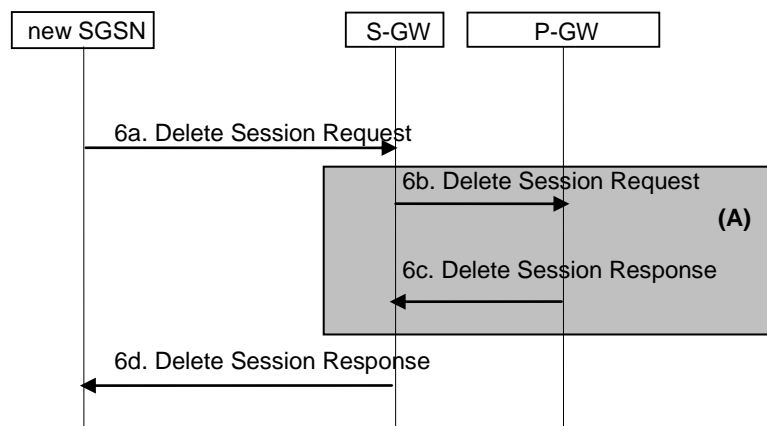 new SGSN
S-GW
P-GW
6a. Delete Session Request
6b. Delete Session Request
(A)
6c. Delete Session Response
6d. Delete Session Response